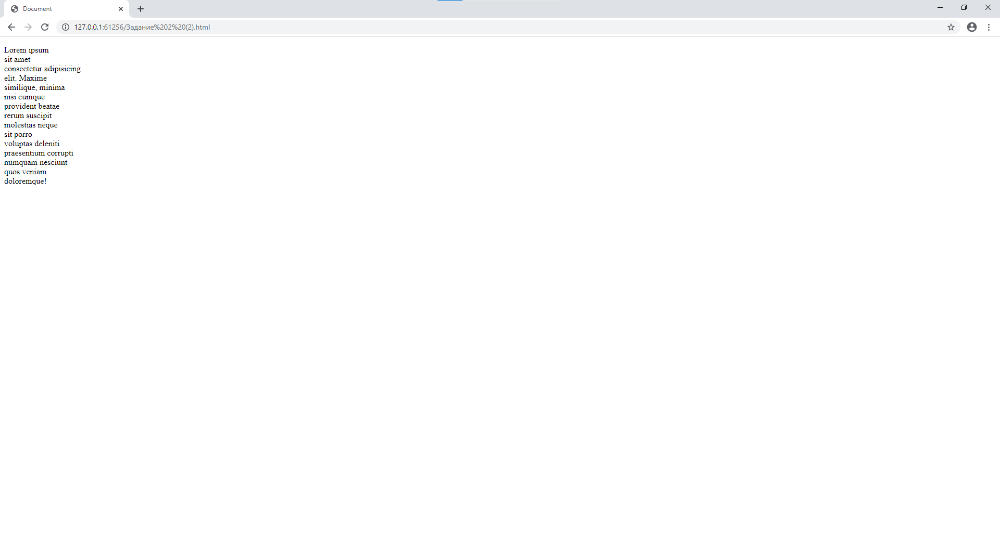 Document
127.0.0.1:61256/Задание%202%20(2).html
Lorem ipsum
sit amet
consectetur adipisicing
elit. Maxime
similique, minima
nisi cumque
provident beatae
rerum suscipit
molestias neque
sit porro
voluptas deleniti
praesentium corrupti
numquam nesciunt
quos veniam
doloremque!